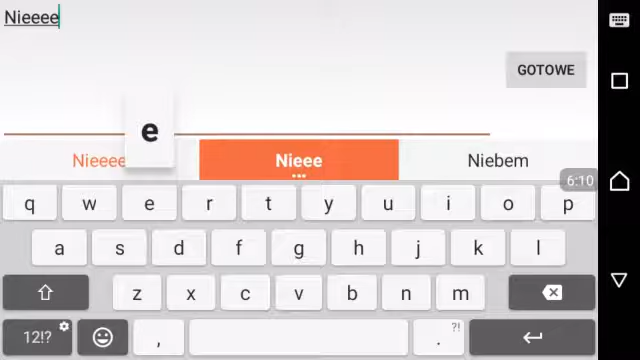 Nieeee
GOTOWE
e
Nieeee Nieee Niebem
6:10
q w e r t y u i o p
a s d f g h j k l
z x c v b n m
12!? , . ?!